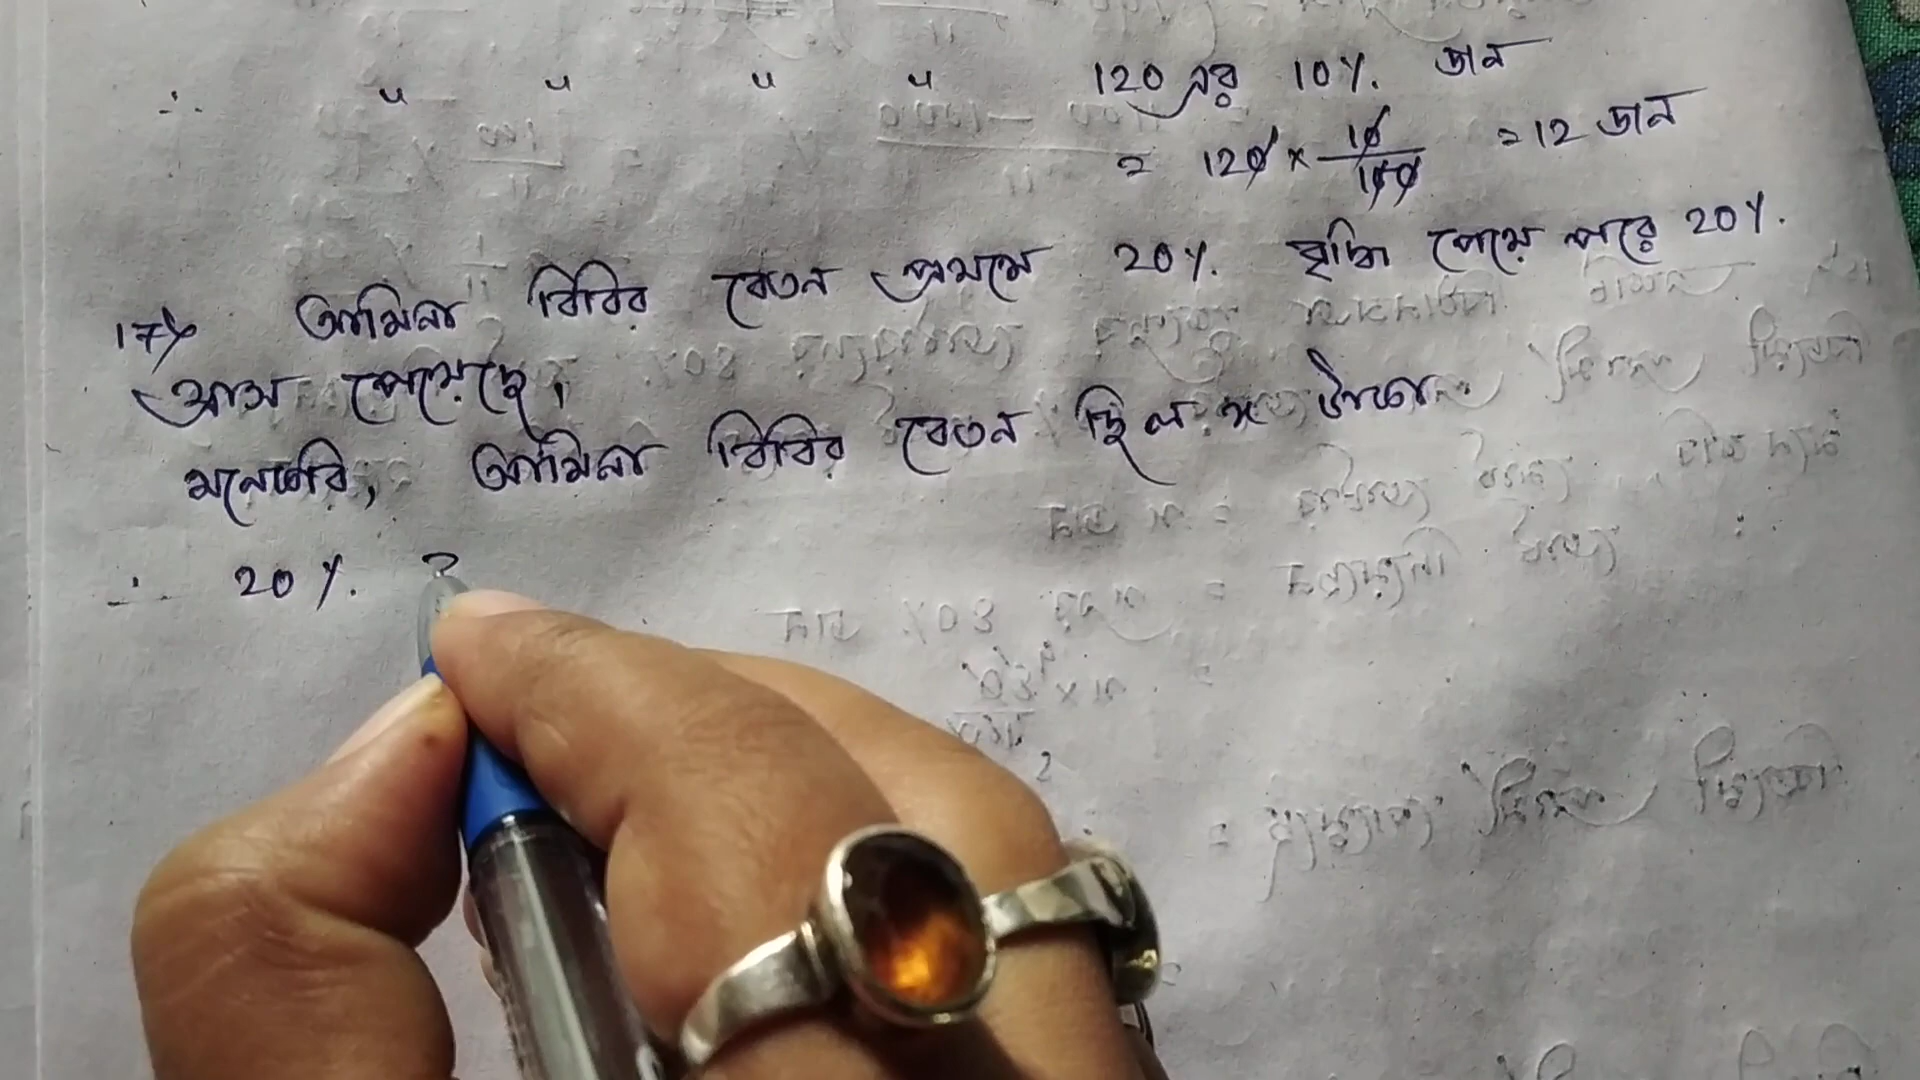 ∴ " " " " 120 এর 10%. জন
= 120 × 10/100 = 12 জন
17> আমিনা বিবির বেতন প্রথমে 20%. বৃদ্ধি পেয়ে পরে 20%.
হ্রাস পেয়েছে।
মনেকরি, আমিনা বিবির বেতন ছিল x টাকা
∴ 20%.